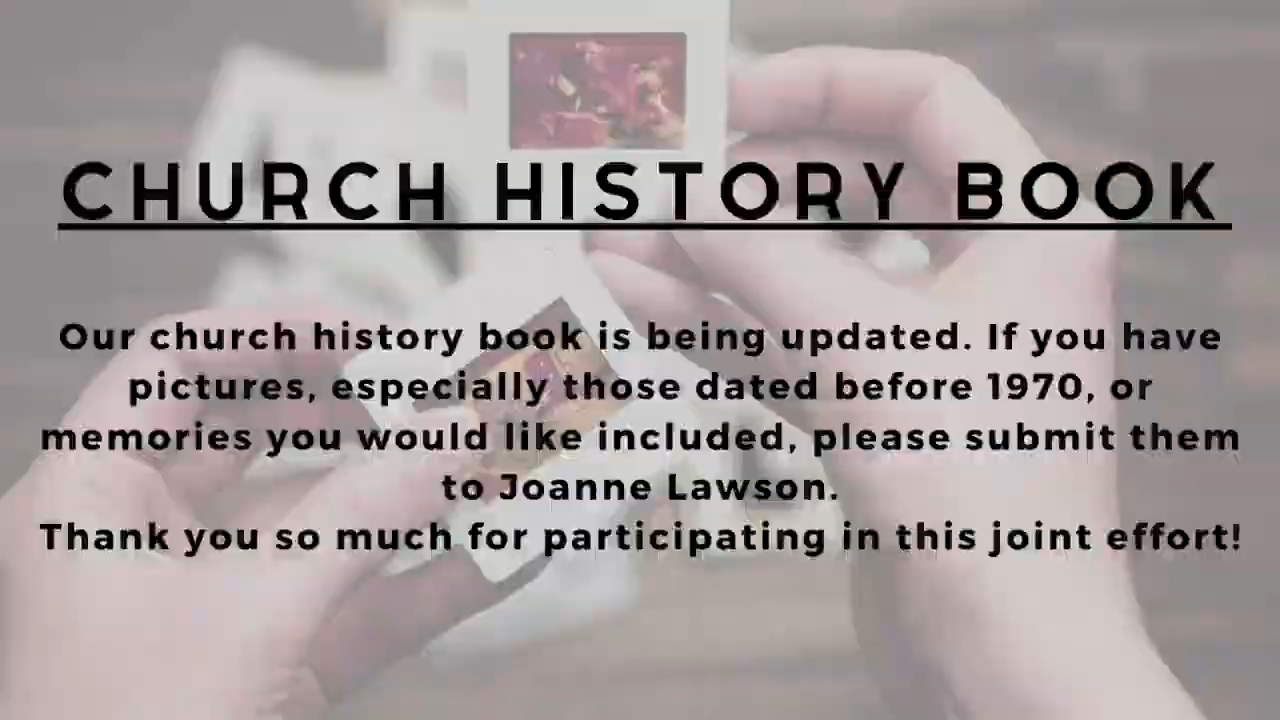 CHURCH HISTORY BOOK
Our church history book is being updated. If you have
pictures, especially those dated before 1970, or
memories you would like included, please submit them
to Joanne Lawson.
Thank you so much for participating in this joint effort!